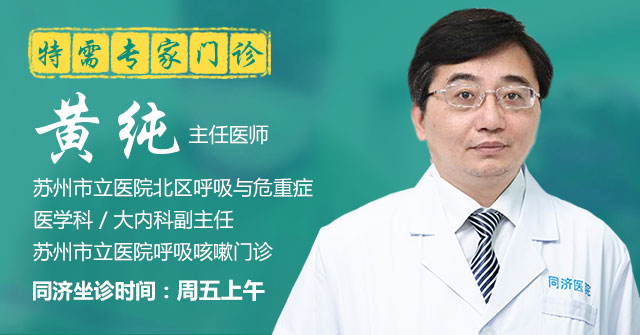 特需专家门诊
黄纯 主任医师
苏州市立医院北区呼吸与危重症
医学科 / 大内科副主任
苏州市立医院呼吸咳嗽门诊
同济坐诊时间：周五上午
同济医院